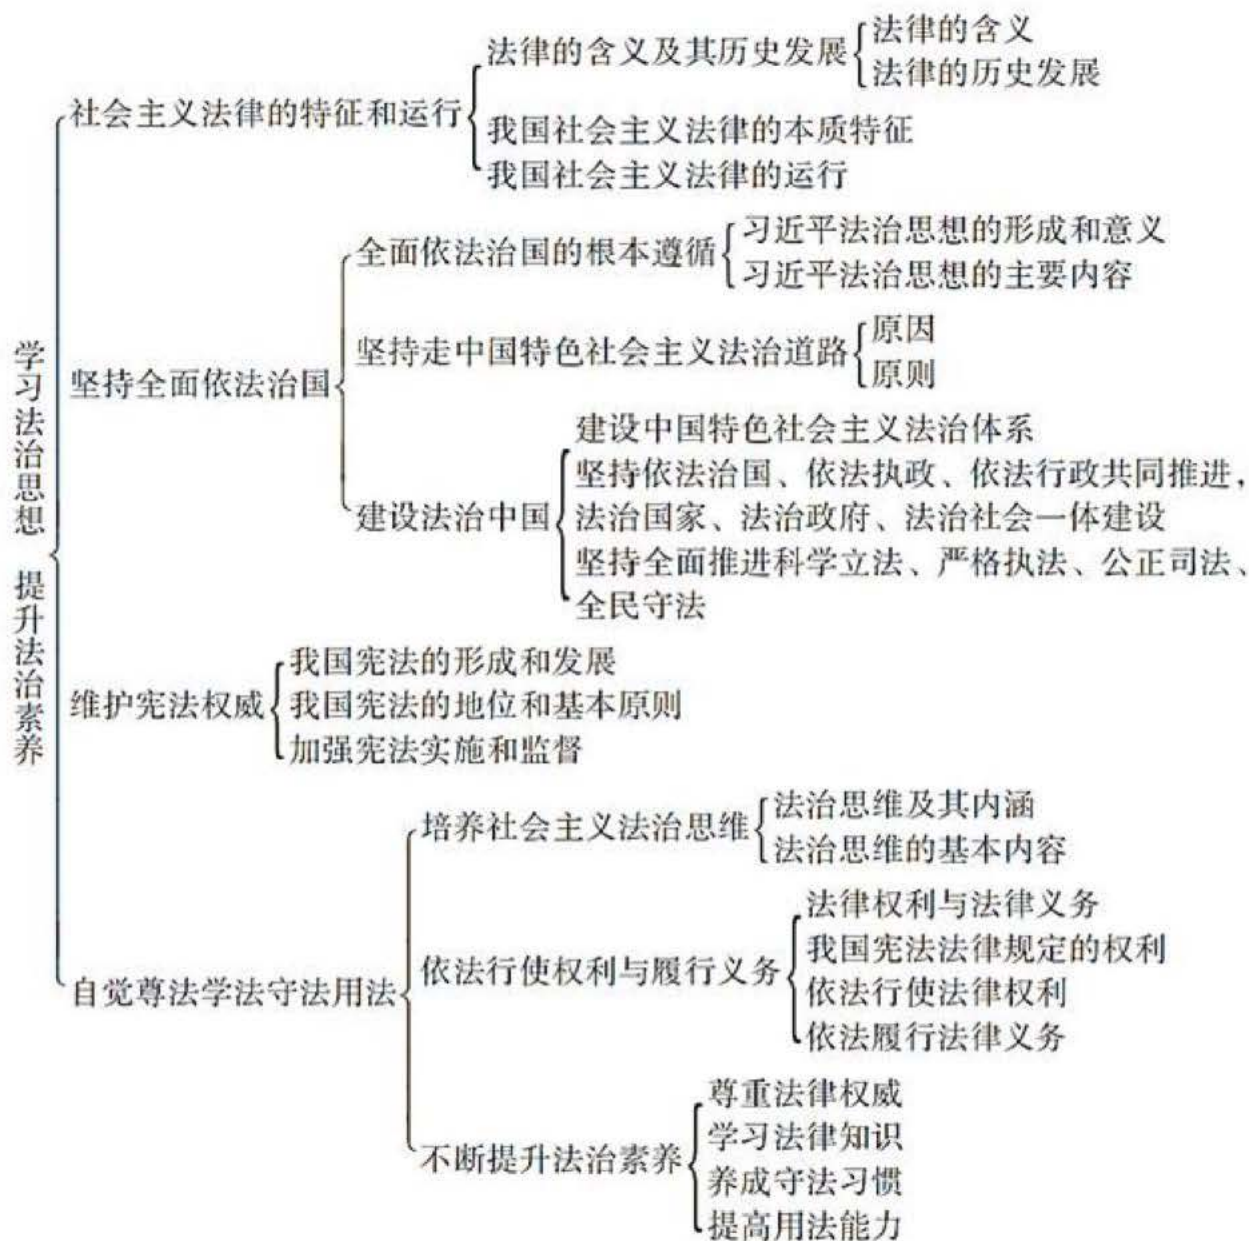 学习法治思想 提升法治素养
社会主义法律的特征和运行
法律的含义及其历史发展
法律的含义
法律的历史发展
我国社会主义法律的本质特征
我国社会主义法律的运行
坚持全面依法治国
全面依法治国的根本遵循
习近平法治思想的形成和意义
习近平法治思想的主要内容
坚持走中国特色社会主义法治道路
原因
原则
建设法治中国
建设中国特色社会主义法治体系
坚持依法治国、依法执政、依法行政共同推进，
法治国家、法治政府、法治社会一体建设
坚持全面推进科学立法、严格执法、公正司法、
全民守法
维护宪法权威
我国宪法的形成和发展
我国宪法的地位和基本原则
加强宪法实施和监督
自觉尊法学法守法用法
培养社会主义法治思维
法治思维及其内涵
法治思维的基本内容
依法行使权利与履行义务
法律权利与法律义务
我国宪法法律规定的权利
依法行使法律权利
依法履行法律义务
不断提升法治素养
尊重法律权威
学习法律知识
养成守法习惯
提高用法能力